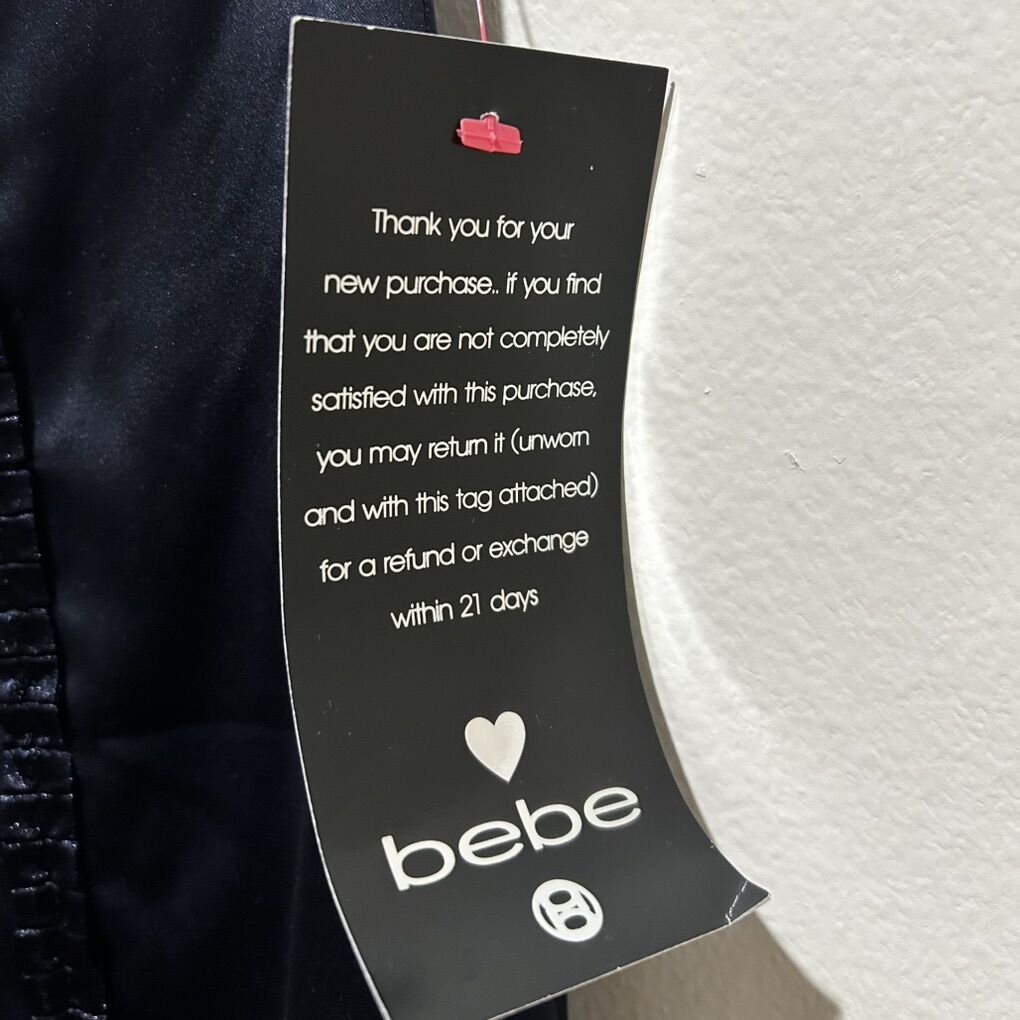 Thank you for your
new purchase.. if you find
that you are not completely
satisfied with this purchase,
you may return it (unworn
and with this tag attached)
for a refund or exchange
within 21 days
bebe